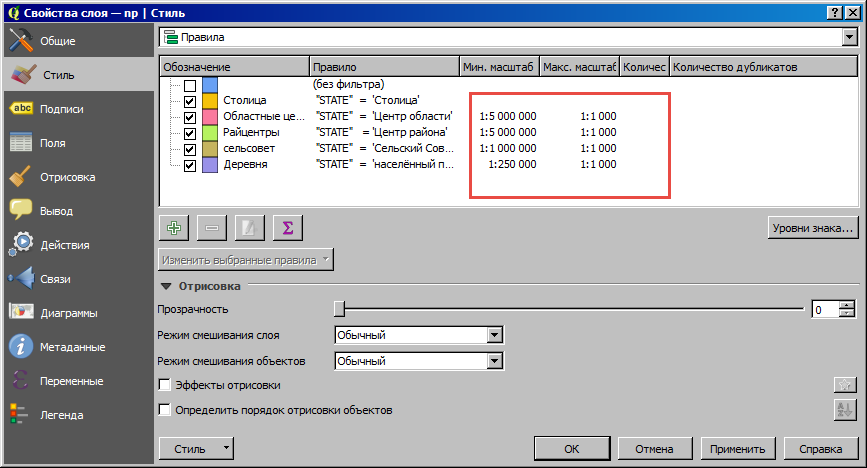 Свойства слоя — np | Стиль
Общие
Стиль
Подписи
Поля
Отрисовка
Вывод
Действия
Связи
Диаграммы
Метаданные
Переменные
Легенда
Правила
Обозначение Правило Мин. масштаб Макс. масштаб Количес Количество дубликатов
(без фильтра)
Столица "STATE" = 'Столица'
Областные це... "STATE" = 'Центр области' 1:5 000 000 1:1 000
Райцентры "STATE" = 'Центр района' 1:5 000 000 1:1 000
сельсовет "STATE" = 'Сельский Сов... 1:1 000 000 1:1 000
Деревня "STATE" = 'населённый п... 1:250 000 1:1 000
Уровни знака...
Изменить выбранные правила
Отрисовка
Прозрачность 0
Режим смешивания слоя Обычный
Режим смешивания объектов Обычный
Эффекты отрисовки
Определить порядок отрисовки объектов
Стиль OK Отмена Применить Справка